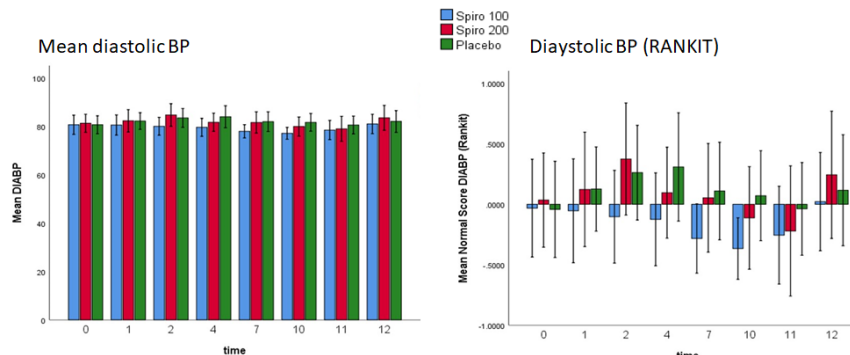 Spiro 100
Spiro 200
Placebo
Mean diastolic BP
Diaystolic BP (RANKIT)
100
80
60
40
20
0
Mean DIABP
0 1 2 4 7 10 11 12
time
1.0000
.5000
.0000
-.5000
-1.0000
Mean Normal Score DIABP (Rankit)
0 1 2 4 7 10 11 12
time